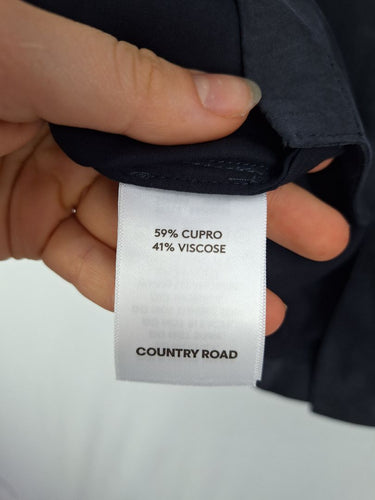 59% CUPRO
41% VISCOSE
COUNTRY ROAD